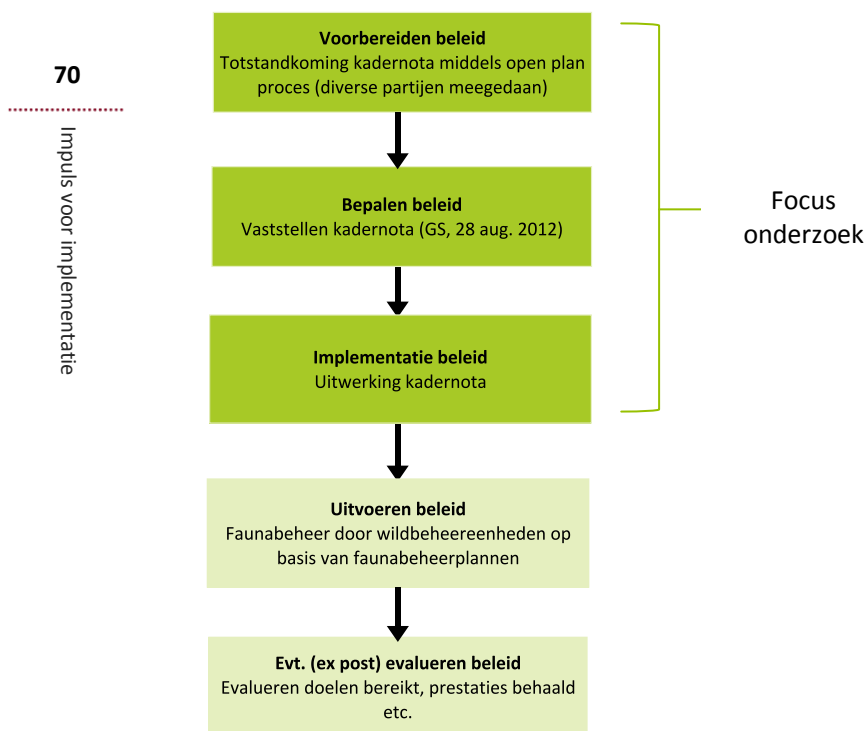 70
Impuls voor implementatie
Voorbereiden beleid
Totstandkoming kadernota middels open plan
proces (diverse partijen meegedaan)
Bepalen beleid
Vaststellen kadernota (GS, 28 aug. 2012)
Implementatie beleid
Uitwerking kadernota
Uitvoeren beleid
Faunabeheer door wildbeheereenheden op
basis van faunabeheerplannen
Evt. (ex post) evalueren beleid
Evalueren doelen bereikt, prestaties behaald
etc.
Focus
onderzoek